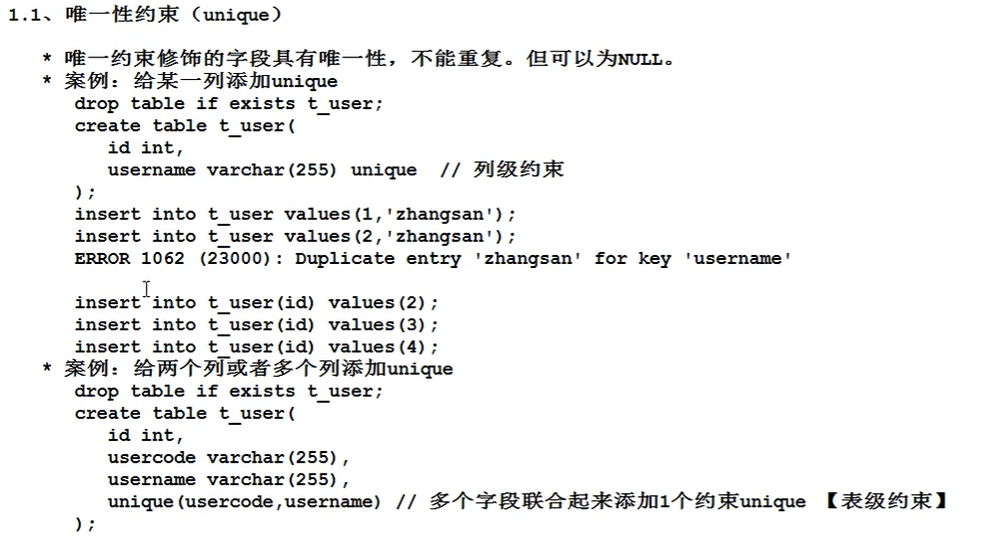 1.1、唯一性约束（unique）
* 唯一约束修饰的字段具有唯一性，不能重复。但可以为NULL。
* 案例：给某一列添加unique
drop table if exists t_user;
create table t_user(
id int,
username varchar(255) unique  // 列级约束
);
insert into t_user values(1,'zhangsan');
insert into t_user values(2,'zhangsan');
ERROR 1062 (23000): Duplicate entry 'zhangsan' for key 'username'
insert into t_user(id) values(2);
insert into t_user(id) values(3);
insert into t_user(id) values(4);
* 案例：给两个列或者多个列添加unique
drop table if exists t_user;
create table t_user(
id int,
usercode varchar(255),
username varchar(255),
unique(usercode,username) // 多个字段联合起来添加1个约束unique 【表级约束】
);